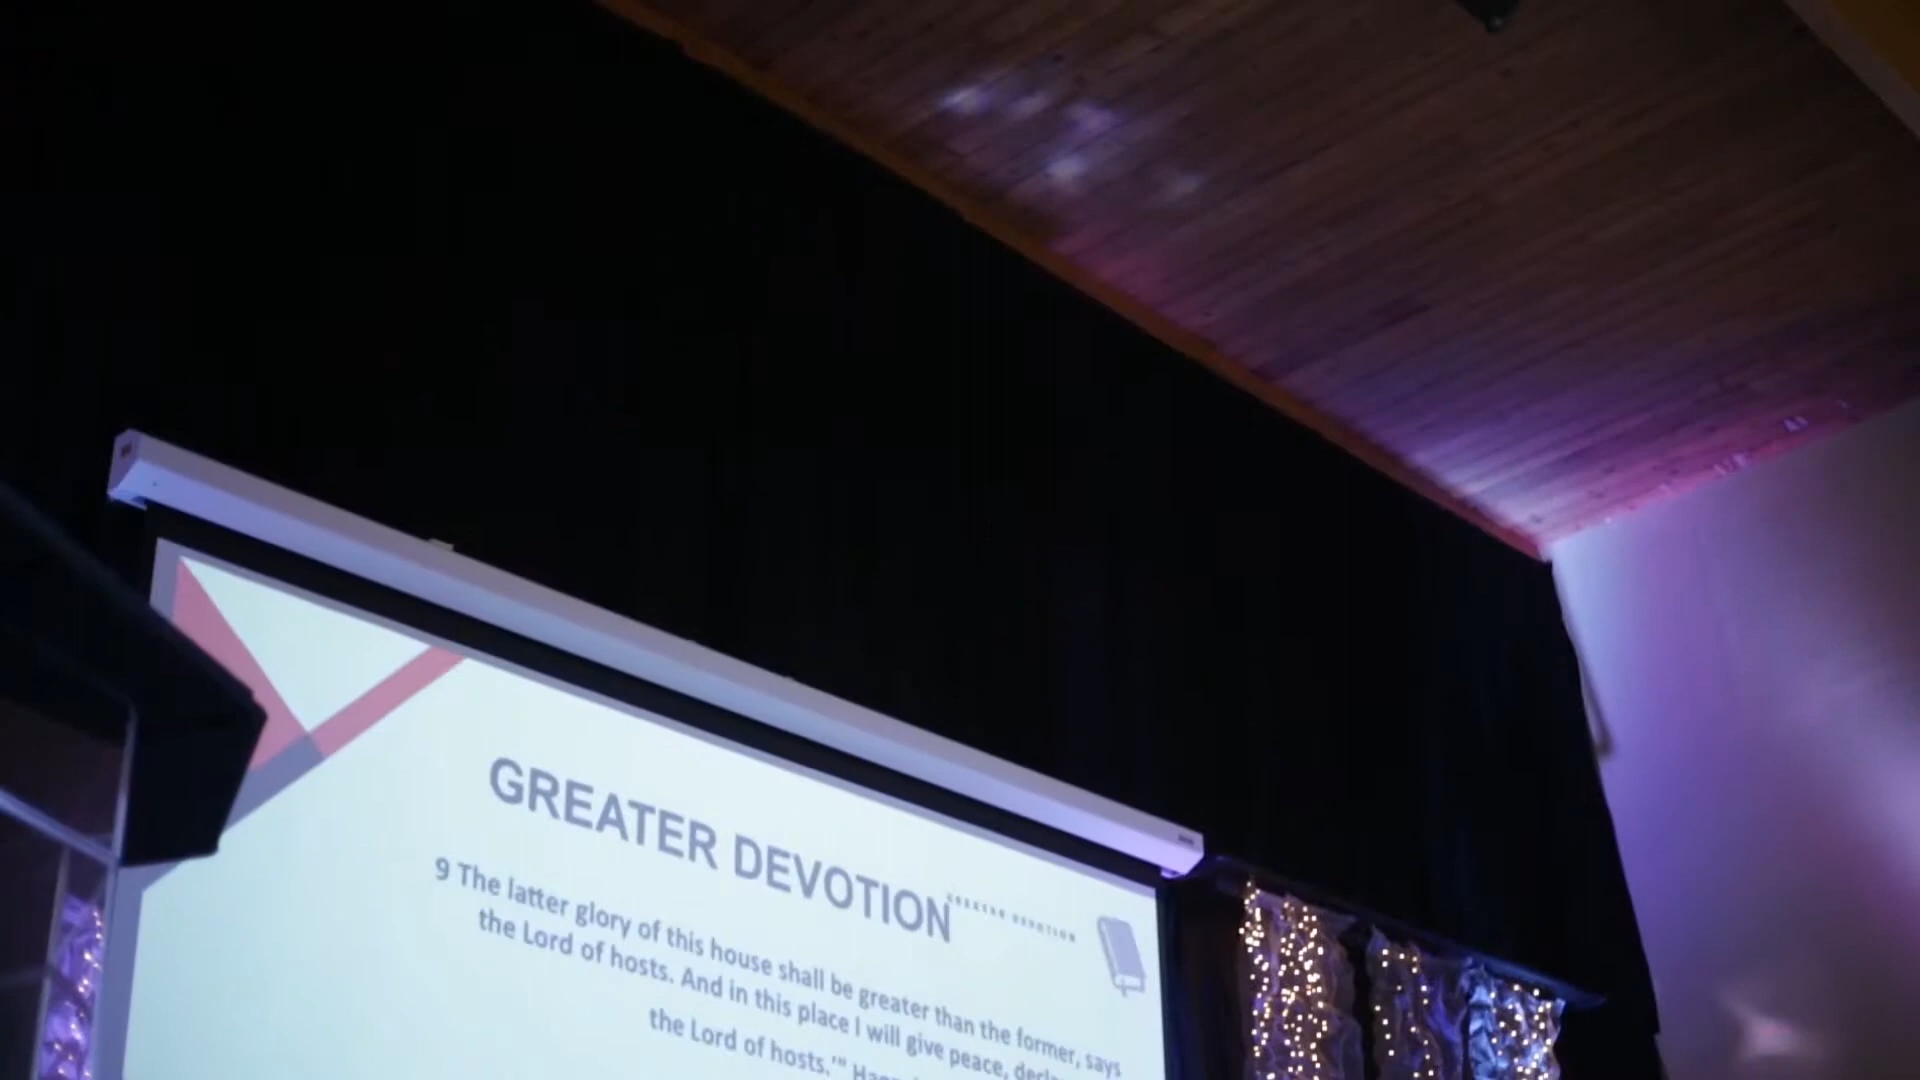 GREATER DEVOTION
GREATER DEVOTION
9 The latter glory of this house shall be greater than the former, says
the Lord of hosts. And in this place I will give peace,
the Lord of hosts.'"